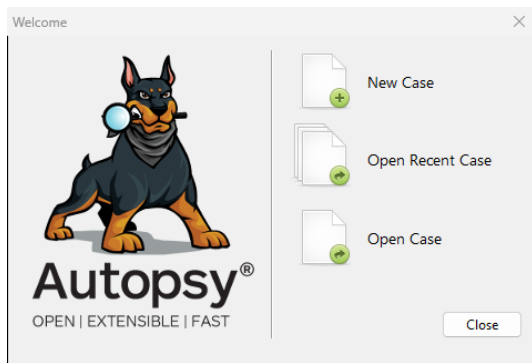 Welcome
New Case
Open Recent Case
Open Case
Autopsy®
OPEN | EXTENSIBLE | FAST
Close